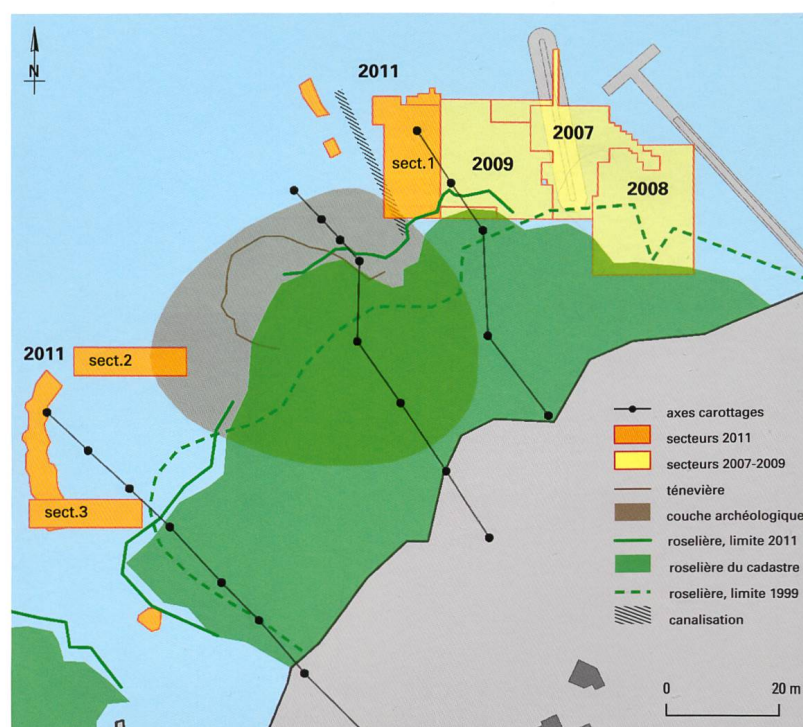 N
2011
2007
sect.1
2009
2008
2011
sect.2
sect.3
axes carottages
secteurs 2011
secteurs 2007-2009
ténevière
couche archéologique
roselière, limite 2011
roselière du cadastre
roselière, limite 1999
canalisation
0 20 m